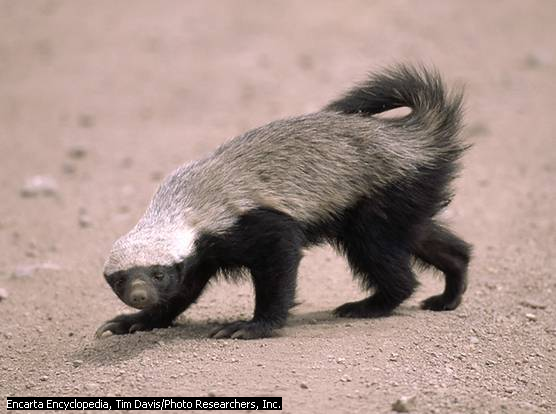 Encarta Encyclopedia, Tim Davis/Photo Researchers, Inc.